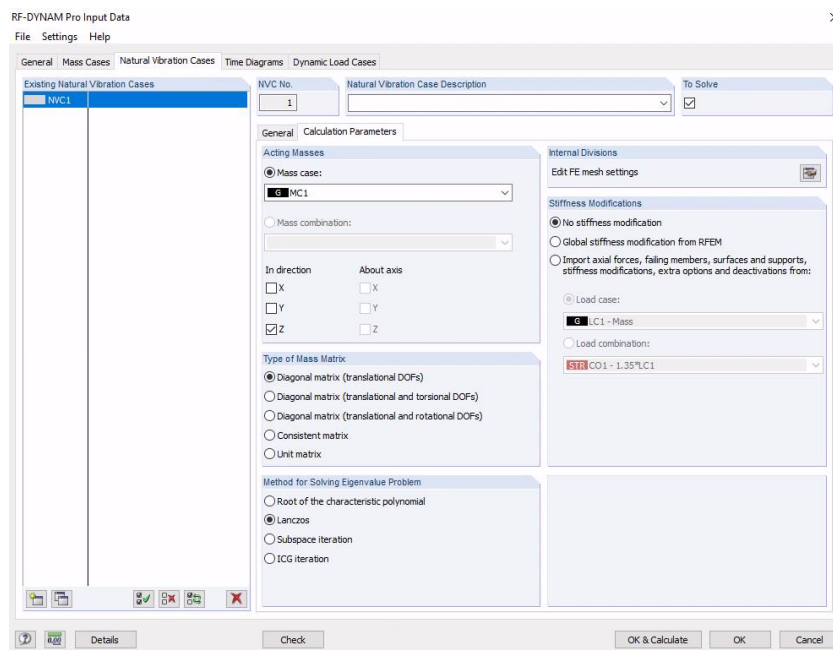 RF-DYNAM Pro Input Data
File Settings Help
General Mass Cases Natural Vibration Cases Time Diagrams Dynamic Load Cases
Existing Natural Vibration Cases
NVC1
NVC No.
1
Natural Vibration Case Description
To Solve
General Calculation Parameters
Acting Masses
Mass case:
G MC1
Mass combination:
In direction About axis
X X
Y Y
Z Z
Type of Mass Matrix
Diagonal matrix (translational DOFs)
Diagonal matrix (translational and torsional DOFs)
Diagonal matrix (translational and rotational DOFs)
Consistent matrix
Unit matrix
Method for Solving Eigenvalue Problem
Root of the characteristic polynomial
Lanczos
Subspace iteration
ICG iteration
Internal Divisions
Edit FE mesh settings
Stiffness Modifications
No stiffness modification
Global stiffness modification from RFEM
Import axial forces, failing members, surfaces and supports,
stiffness modifications, extra options and deactivations from:
Load case:
G LC1 - Mass
Load combination:
STR CO1 - 1.35*LC1
0.00 Details Check OK & Calculate OK Cancel